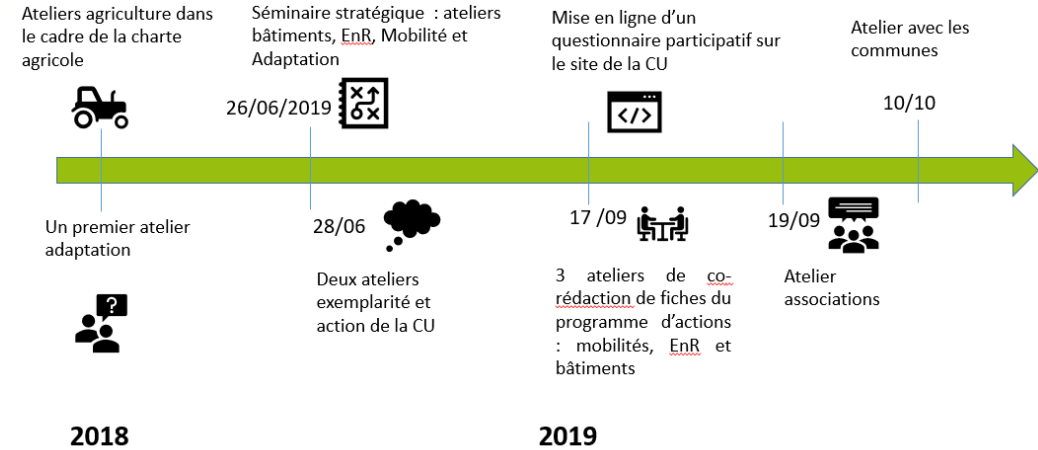 Ateliers agriculture dans
le cadre de la charte
agricole
Séminaire stratégique : ateliers
bâtiments, EnR, Mobilité et
Adaptation
Mise en ligne d’un
questionnaire participatif sur
le site de la CU
Atelier avec les
communes
26/06/2019
10/10
Un premier atelier
adaptation
28/06
Deux ateliers
exemplarité et
action de la CU
17 /09
3 ateliers de co-
rédaction de fiches du
programme d’actions
: mobilités, EnR et
bâtiments
19/09
Atelier
associations
2018
2019